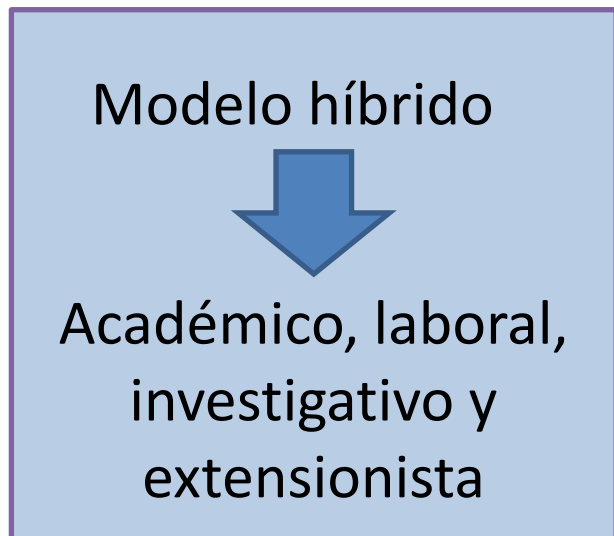 Modelo híbrido
Académico, laboral,
investigativo y
extensionista